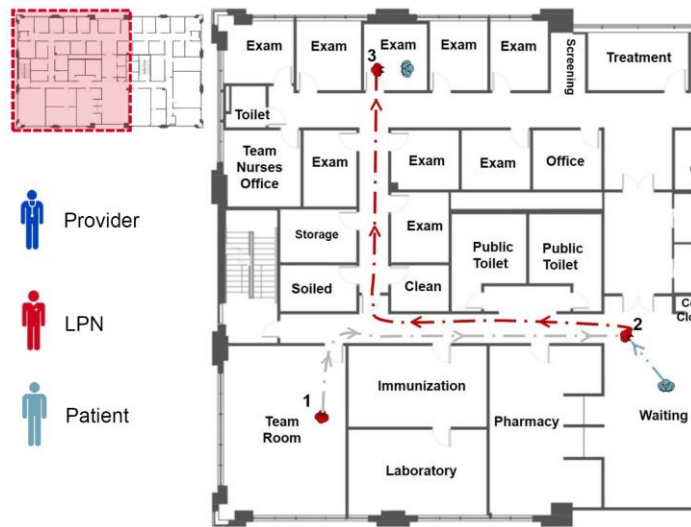 Exam
Exam
Exam
Exam
Exam
Screening
Treatment
3
Toilet
Team
Nurses
Office
Exam
Exam
Exam
Office
Provider
Storage
Exam
Public
Toilet
Public
Toilet
Soiled
Clean
LPN
2
1
Immunization
Patient
Team
Room
Pharmacy
Waiting
Laboratory